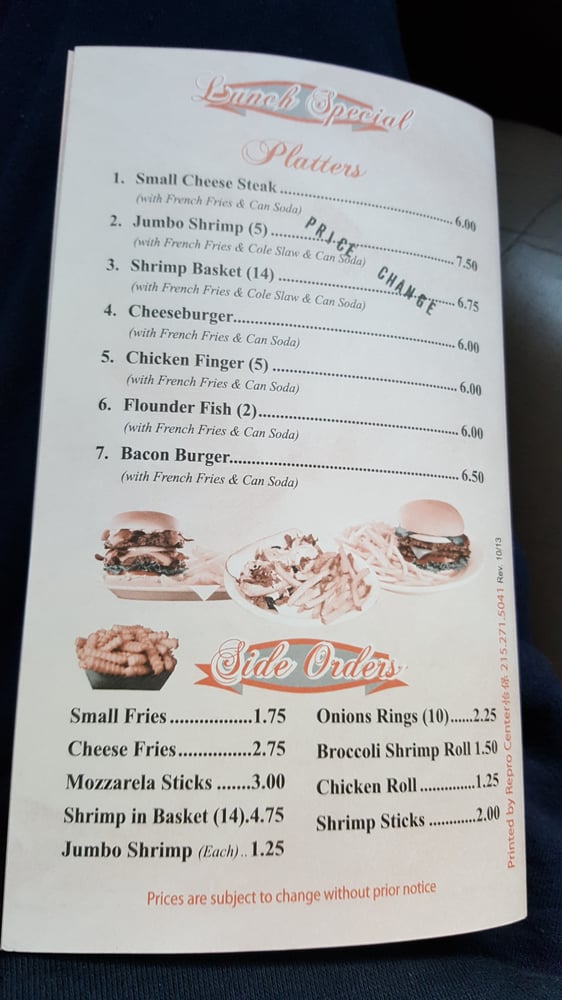 Lunch Special
Platters
1. Small Cheese Steak ........................................ 6.00
(with French Fries & Can Soda)
2. Jumbo Shrimp (5) ........................................ 7.50
(with French Fries & Cole Slaw & Can Soda)
PRICE CHANGE
3. Shrimp Basket (14) ........................................ 6.75
(with French Fries & Cole Slaw & Can Soda)
4. Cheeseburger........................................ 6.00
(with French Fries & Can Soda)
5. Chicken Finger (5) ........................................ 6.00
(with French Fries & Can Soda)
6. Flounder Fish (2)........................................ 6.00
(with French Fries & Can Soda)
7. Bacon Burger........................................ 6.50
(with French Fries & Can Soda)
Side Orders
Small Fries .................1.75
Cheese Fries...............2.75
Mozzarela Sticks .......3.00
Shrimp in Basket (14).4.75
Jumbo Shrimp (Each).. 1.25
Onions Rings (10)......2.25
Broccoli Shrimp Roll 1.50
Chicken Roll ..............1.25
Shrimp Sticks ............2.00
Prices are subject to change without prior notice
Printed by Repro Center 215.271.5041 Rev. 10/13